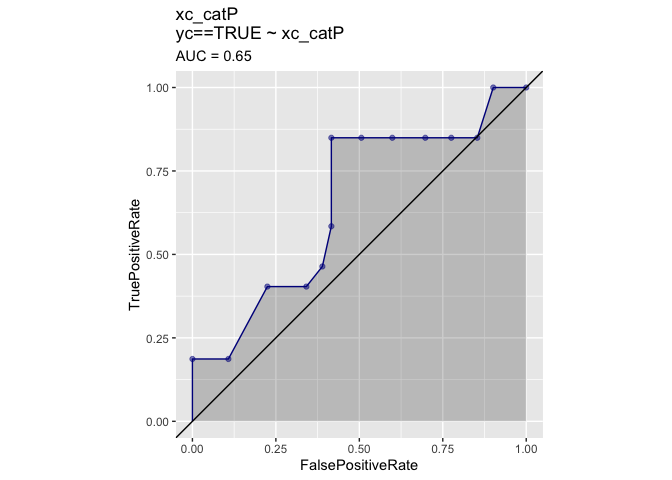 xc_catP
yc==TRUE ~ xc_catP
AUC = 0.65
1.00
0.75
0.50
0.25
0.00
TruePositiveRate
0.00 0.25 0.50 0.75 1.00
FalsePositiveRate